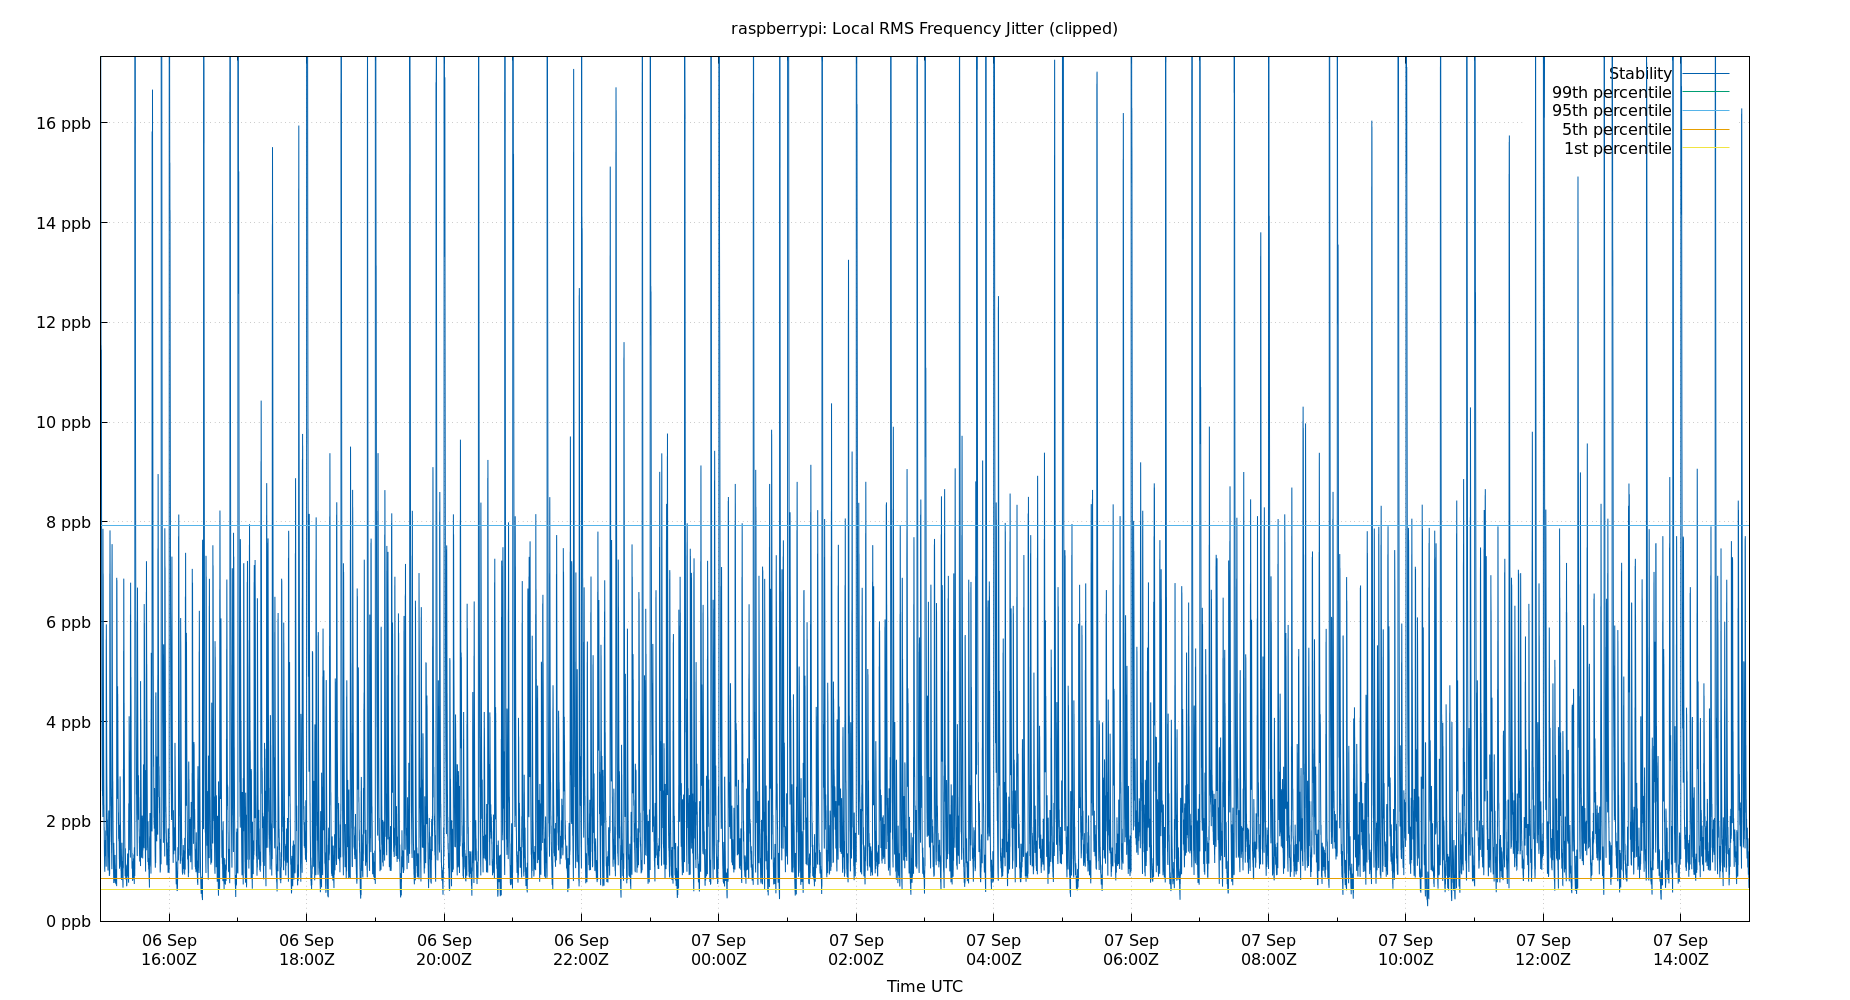 raspberrypi: Local RMS Frequency Jitter (clipped)
Stability
99th percentile
95th percentile
5th percentile
1st percentile
16 ppb
14 ppb
12 ppb
10 ppb
8 ppb
6 ppb
4 ppb
2 ppb
0 ppb
06 Sep 06 Sep 06 Sep 06 Sep 07 Sep 07 Sep 07 Sep 07 Sep 07 Sep 07 Sep 07 Sep 07 Sep
16:00Z 18:00Z 20:00Z 22:00Z 00:00Z 02:00Z 04:00Z 06:00Z 08:00Z 10:00Z 12:00Z 14:00Z
Time UTC